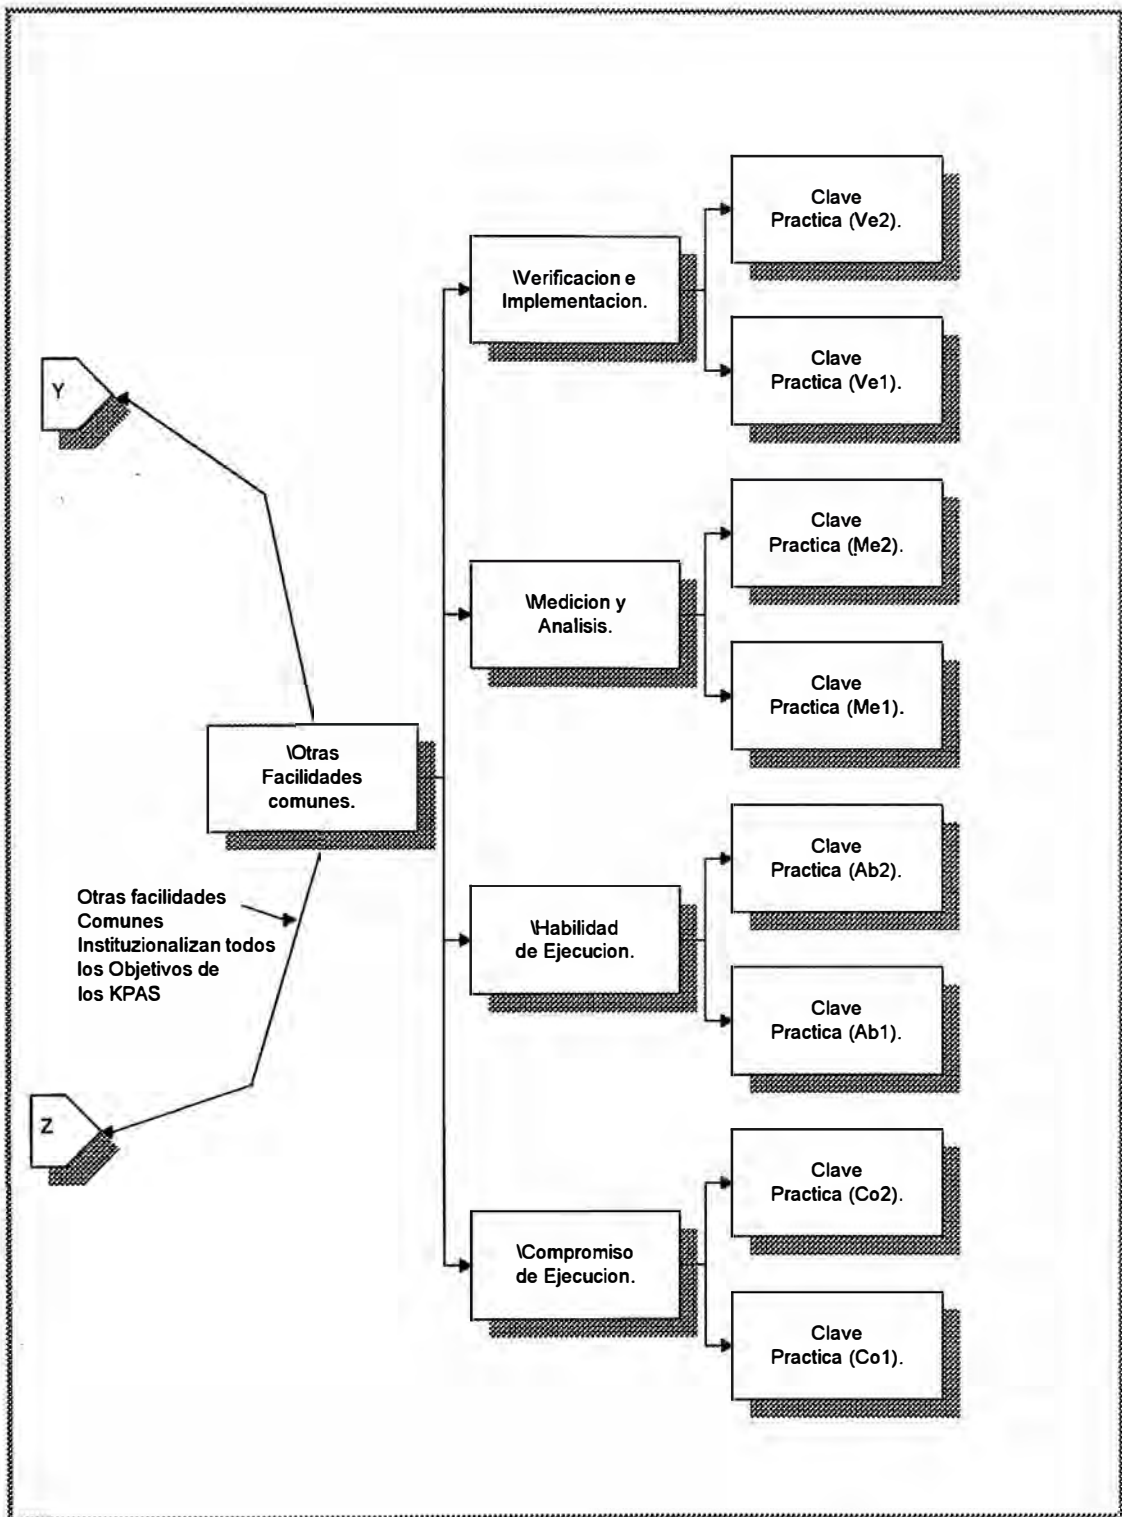 Clave
Practica (Ve2).
\Verificacion e
Implementacion.
Clave
Practica (Ve1).
Y
Clave
Practica (Me2).
\Medicion y
Analisis.
Clave
Practica (Me1).
\Otras
Facilidades
comunes.
Clave
Practica (Ab2).
Otras facilidades
Comunes
Instituzionalizan todos
los Objetivos de
los KPAS
\Habilidad
de Ejecucion.
Clave
Practica (Ab1).
Z
Clave
Practica (Co2).
\Compromiso
de Ejecucion.
Clave
Practica (Co1).